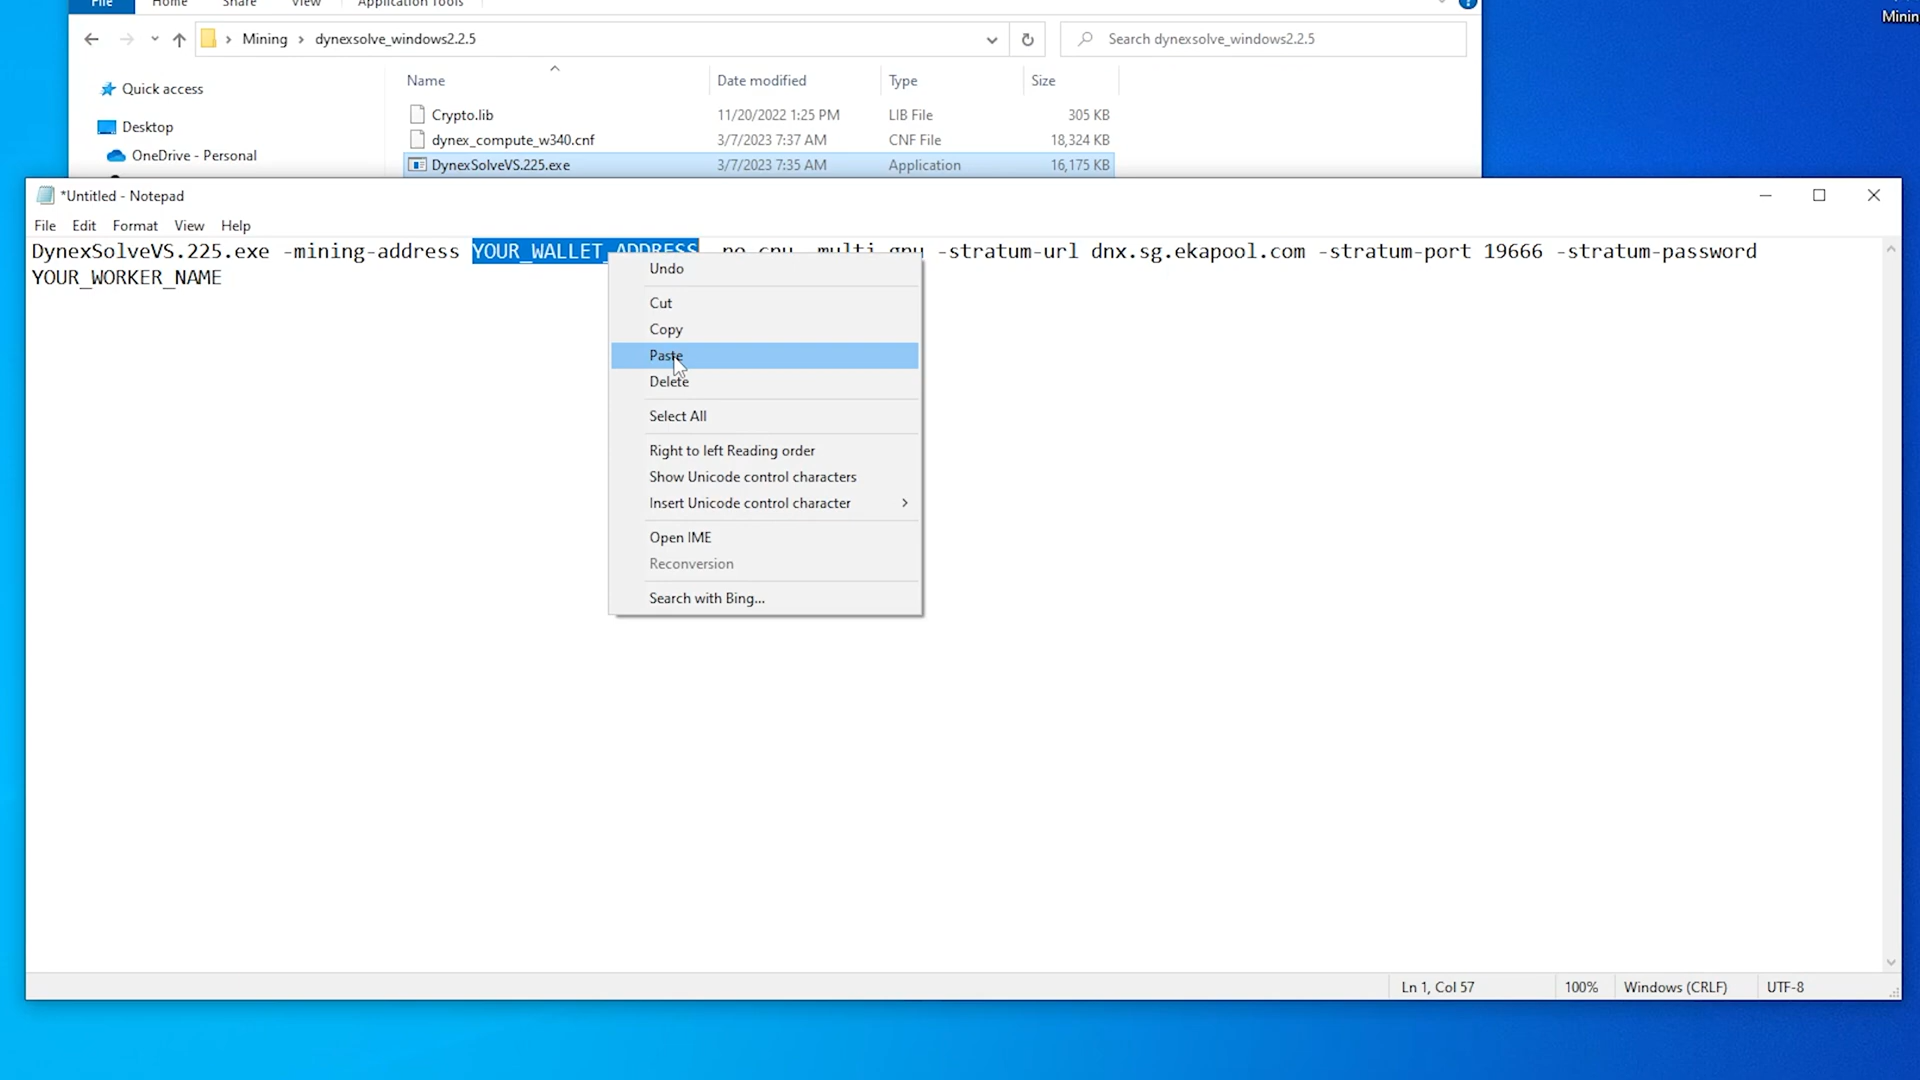 File Home Share View Application Tools
Minin
Mining dynexsolve_windows2.2.5 Search dynexsolve_windows2.2.5
Name Date modified Type Size
Quick access
Crypto.lib 11/20/2022 1:25 PM LIB File 305 KB
Desktop
dynex_compute_w340.cnf 3/7/2023 7:37 AM CNF File 18,324 KB
OneDrive - Personal
DynexSolveVS.225.exe 3/7/2023 7:35 AM Application 16,175 KB
*Untitled - Notepad
File Edit Format View Help
DynexSolveVS.225.exe -mining-address YOUR_WALLET_ADDRESS -no-cpu -multi-gpu -stratum-url dnx.sg.ekapool.com -stratum-port 19666 -stratum-password
YOUR_WORKER_NAME
Undo
Cut
Copy
Paste
Delete
Select All
Right to left Reading order
Show Unicode control characters
Insert Unicode control character
Open IME
Reconversion
Search with Bing...
Ln 1, Col 57 100% Windows (CRLF) UTF-8